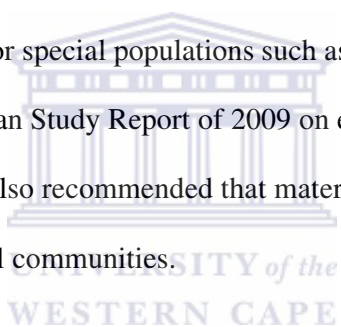 or special populations such as
an Study Report of 2009 on e
lso recommended that mater
l communities.
UNIVERSITY of the
WESTERN CAPE